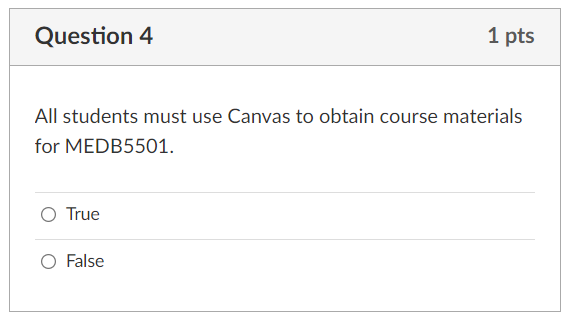 Question 4
1 pts
All students must use Canvas to obtain course materials
for MEDB5501.
True
False